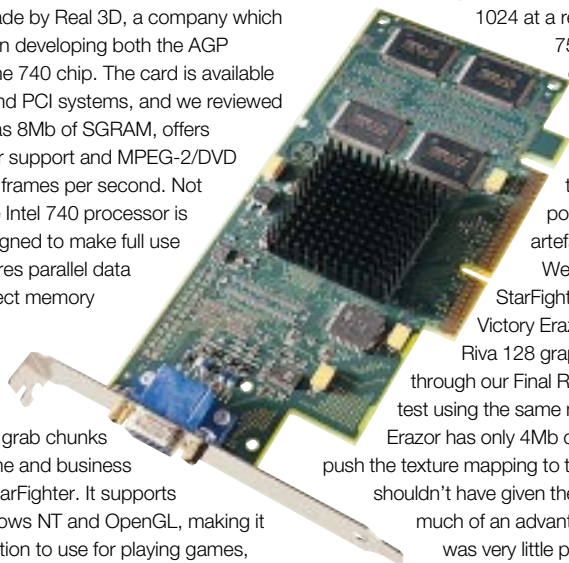 ade by Real 3D, a company which
n developing both the AGP
ne 740 chip. The card is available
nd PCI systems, and we reviewed
as 8Mb of SGRAM, offers
r support and MPEG-2/DVD
frames per second. Not
e Intel 740 processor is
igned to make full use
res parallel data
ect memory
grab chunks
ne and business
arFighter. It supports
ows NT and OpenGL, making it
tion to use for playing games,
1024 at a re
75
t
po
artef
We
StarFight
Victory Eraz
Riva 128 grap
through our Final R
test using the same
Erazor has only 4Mb o
push the texture mapping to t
shouldn’t have given the
much of an advant
was very little p